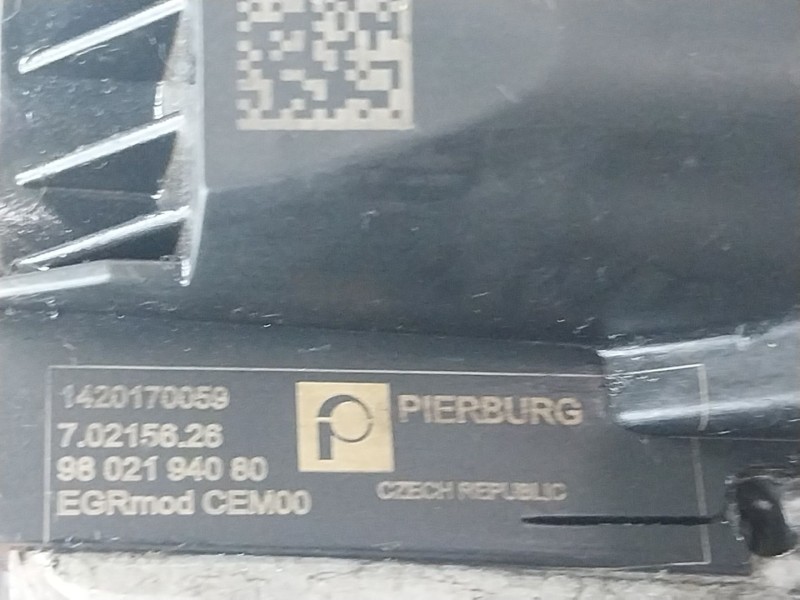 1420170059
7.02156.26
98 021 940 80
EGRmod CEM00
PIERBURG
CZECH REPUBLIC